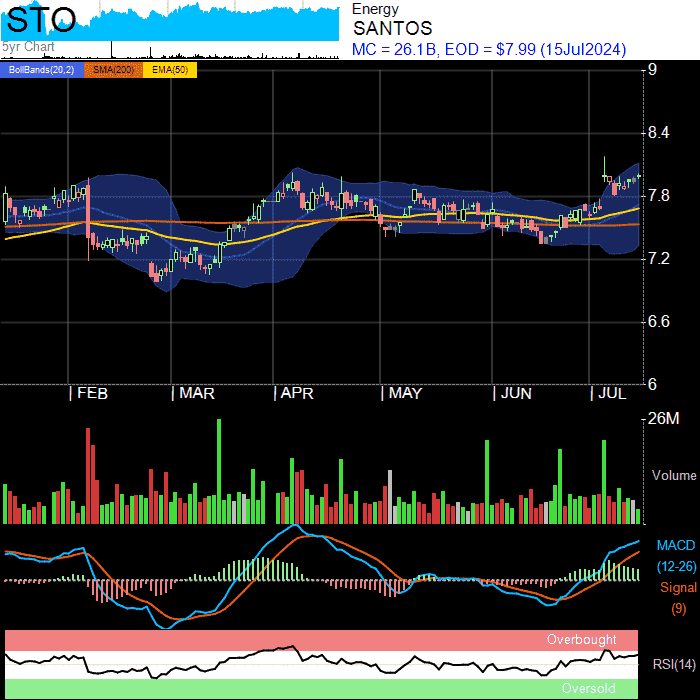 STO
5yr Chart
Energy
SANTOS
MC = 26.1B, EOD = $7.99 (15Jul2024)
BollBands(20,2) SMA(200) EMA(50)
9
8.4
7.8
7.2
6.6
6
FEB MAR APR MAY JUN JUL
26M
Volume
MACD
(12-26)
Signal
(9)
Overbought
RSI(14)
Oversold